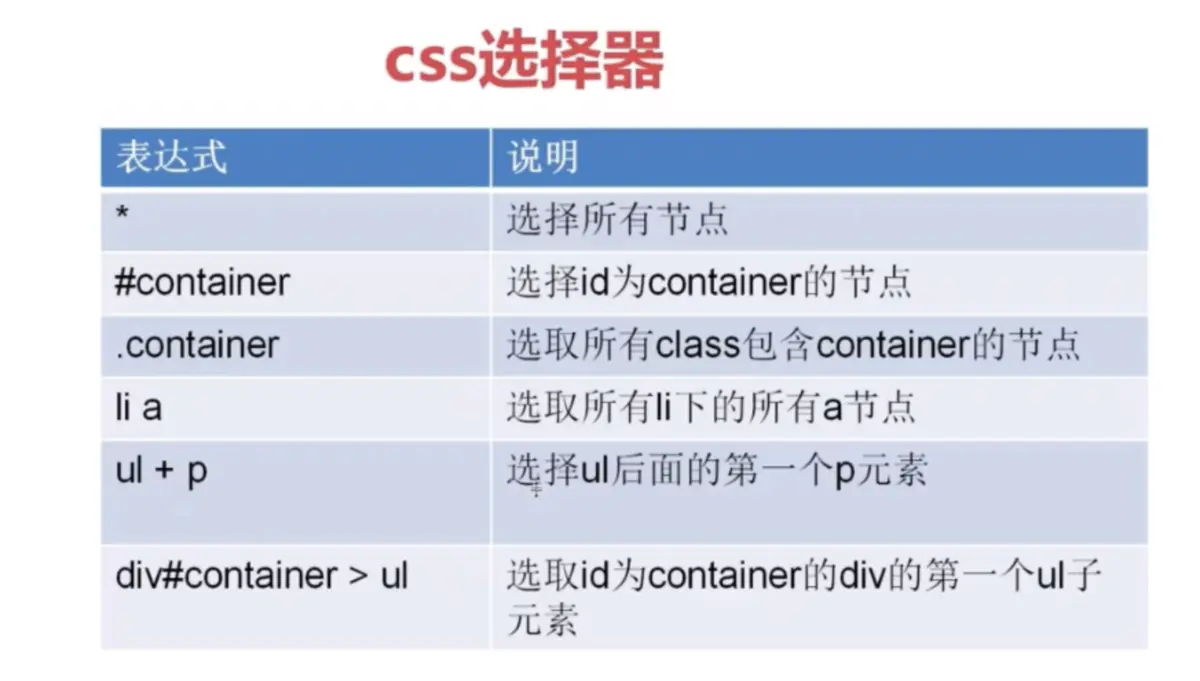 css选择器
表达式 说明
* 选择所有节点
#container 选择id为container的节点
.container 选取所有class包含container的节点
li a 选取所有li下的所有a节点
ul + p 选择ul后面的第一个p元素
div#container > ul 选取id为container的div的第一个ul子
元素